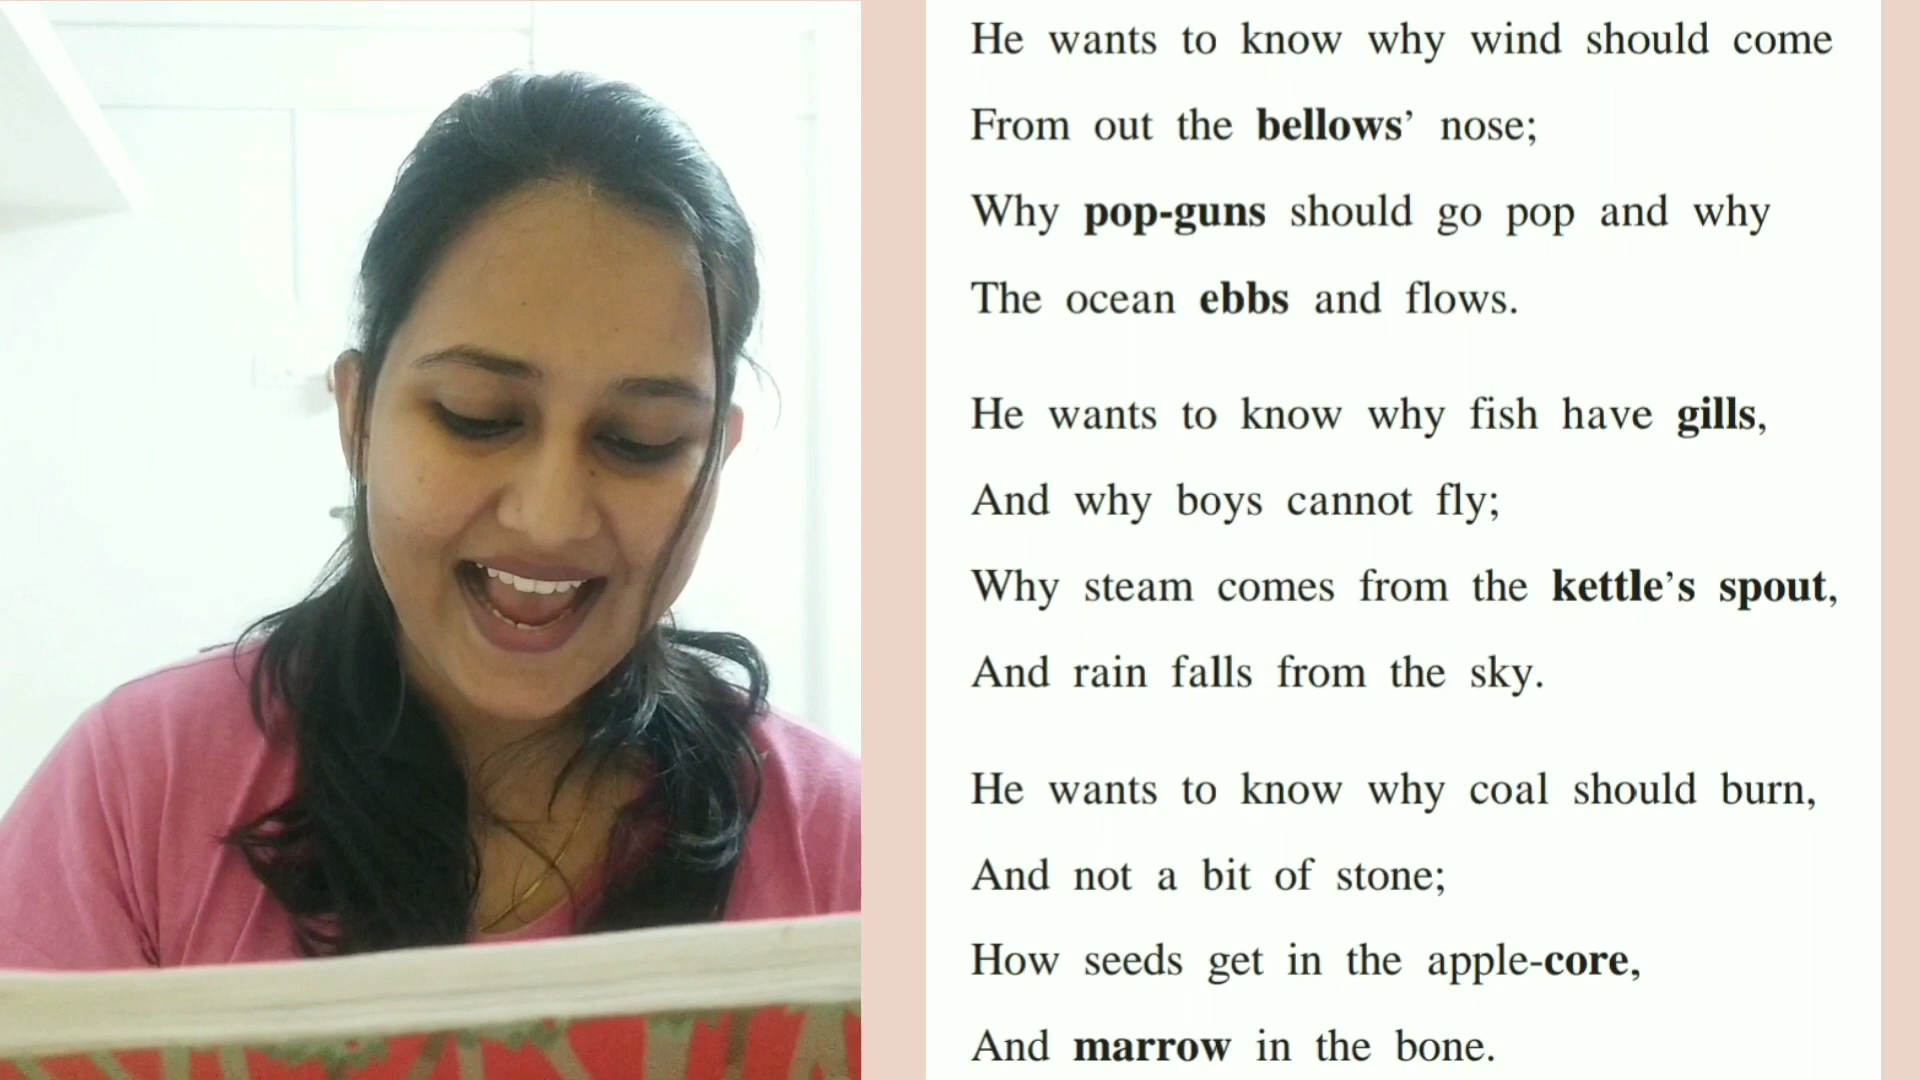 He wants to know why wind should come
From out the bellows’ nose;
Why pop-guns should go pop and why
The ocean ebbs and flows.
He wants to know why fish have gills,
And why boys cannot fly;
Why steam comes from the kettle’s spout,
And rain falls from the sky.
He wants to know why coal should burn,
And not a bit of stone;
How seeds get in the apple-core,
And marrow in the bone.